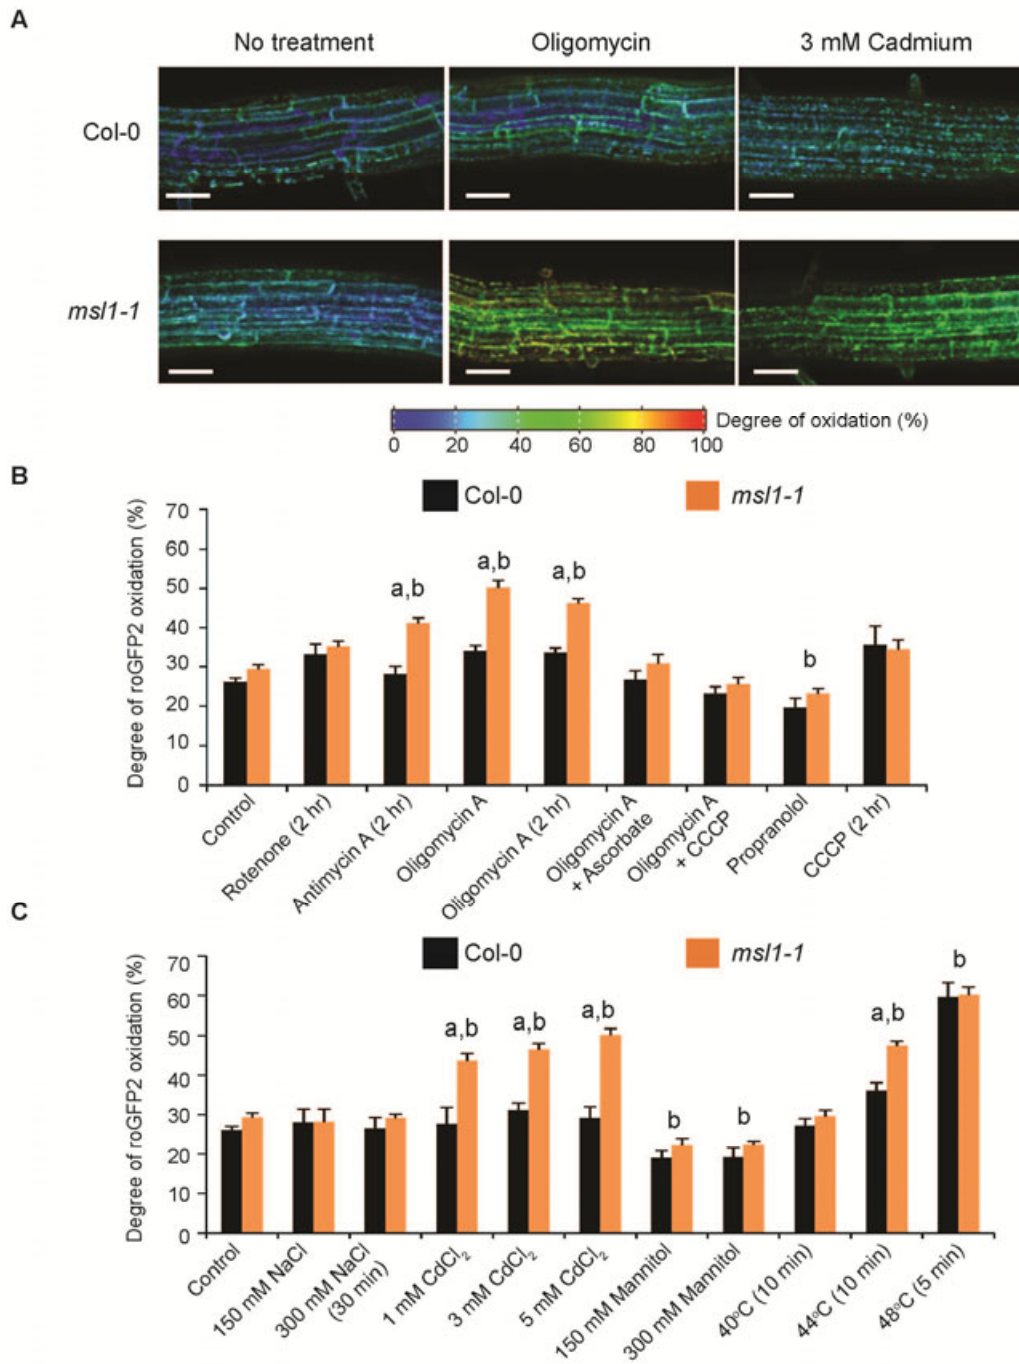 A
No treatment
Oligomycin
3 mM Cadmium
Col-0
msl1-1
Degree of oxidation (%)
0 20 40 60 80 100
B
Col-0
msl1-1
Degree of roGFP2 oxidation (%)
70
60
50
40
30
20
10
0
a,b
a,b
a,b
b
Control
Rotenone (2 hr)
Antimycin A (2 hr)
Oligomycin A
Oligomycin A (2 hr)
Oligomycin A
+ Ascorbate
Oligomycin A
+ CCCP
Propranolol
CCCP (2 hr)
C
Col-0
msl1-1
Degree of roGFP2 oxidation (%)
70
60
50
40
30
20
10
0
a,b
a,b
a,b
b
b
a,b
b
Control
150 mM NaCl
300 mM NaCl
(30 min)
1 mM CdCl₂
3 mM CdCl₂
5 mM CdCl₂
150 mM Mannitol
300 mM Mannitol
40°C (10 min)
44°C (10 min)
48°C (5 min)